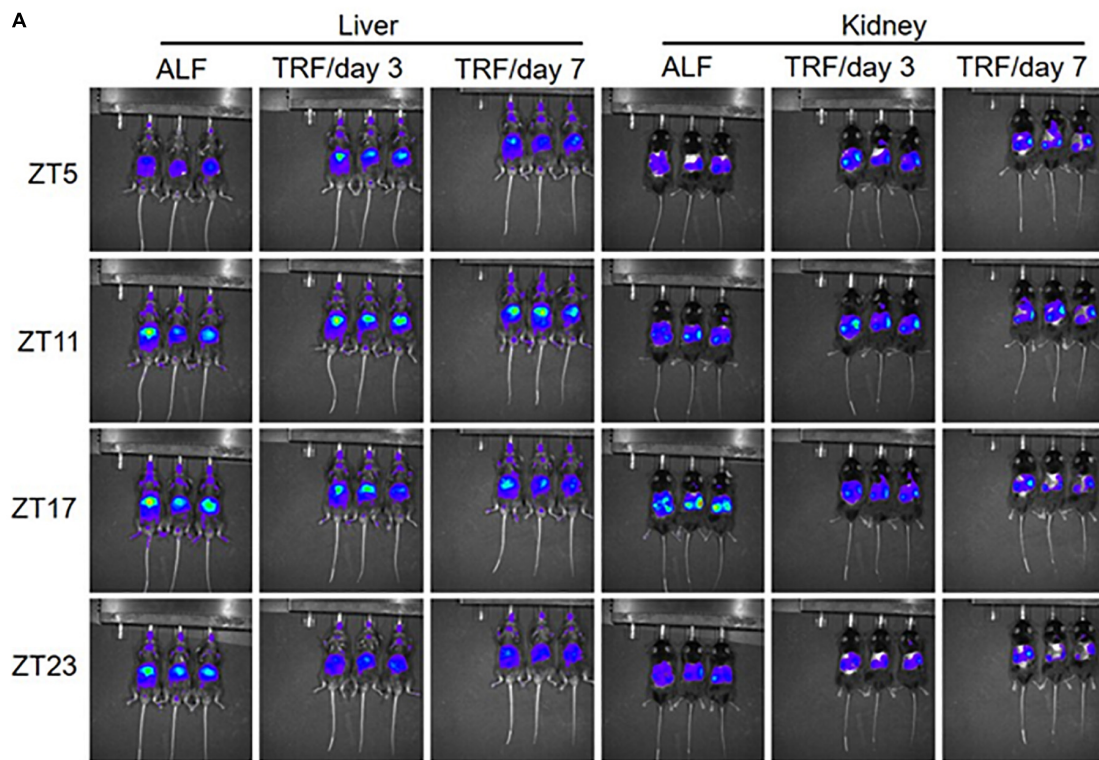 A
Liver Kidney
ALF TRF/day 3 TRF/day 7 ALF TRF/day 3 TRF/day 7
ZT5
ZT11
ZT17
ZT23